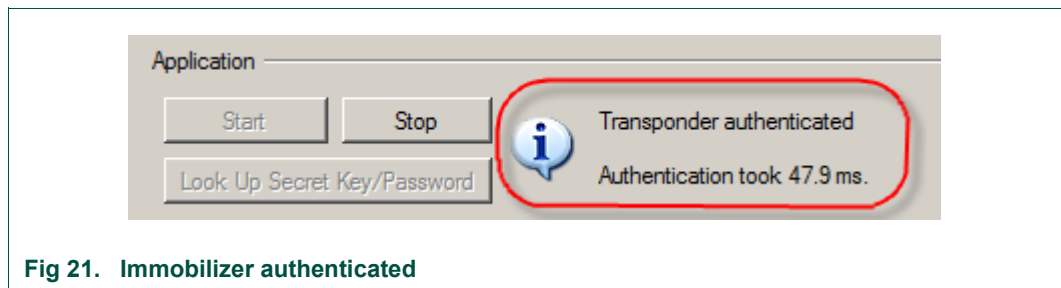 Application
Start
Stop
Transponder authenticated
Look Up Secret Key/Password
Authentication took 47.9 ms.
Fig 21. Immobilizer authenticated